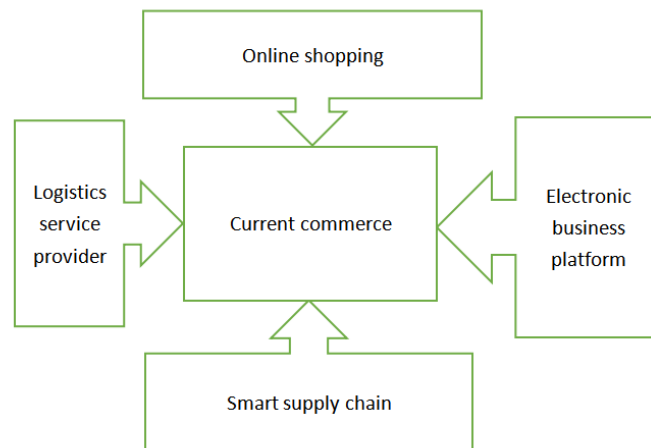 Online shopping
Logistics
service
provider
Current commerce
Electronic
business
platform
Smart supply chain